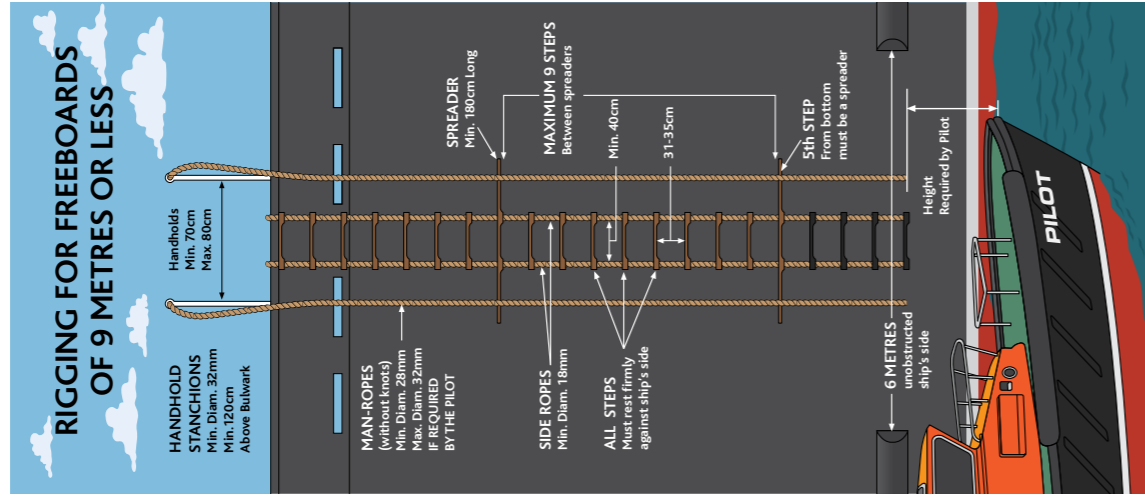 RIGGING FOR FREEBOARDS
OF 9 METRES OR LESS
HANDHOLD
STANCHIONS
Min. Diam. 32mm
Min. 120cm
Above Bulwark
Handholds
Min. 70cm
Max. 80cm
MAN-ROPES
(without knots)
Min. Diam. 28mm
Max. Diam. 32mm
IF REQUIRED
BY THE PILOT
SPREADER
Min. 180cm Long
SIDE ROPES
Min. Diam. 18mm
MAXIMUM 9 STEPS
Between spreaders
ALL STEPS
Must rest firmly
against ship's side
Min. 40cm
31-35cm
5th STEP
From bottom
must be a spreader
6 METRES
unobstructed
ship's side
Height
Required by Pilot
PILOT